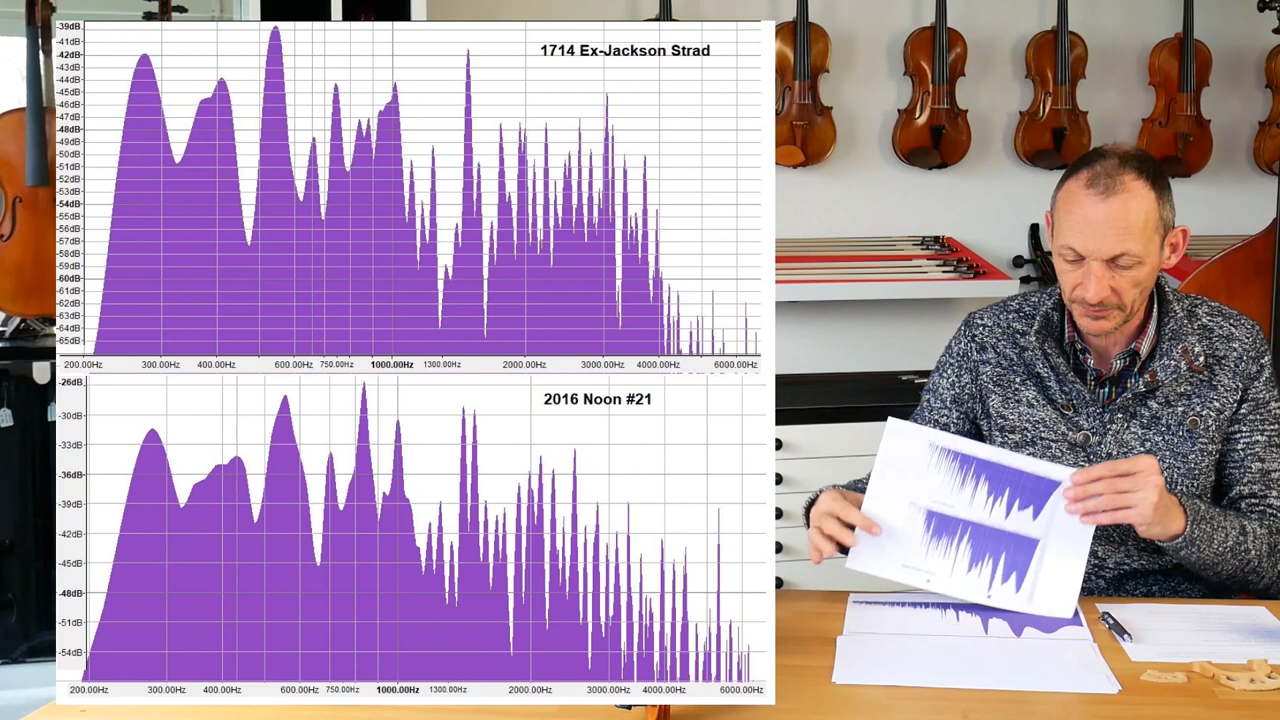 1714 Ex-Jackson Strad
-39dB
-41dB
-42dB
-43dB
-44dB
-46dB
-47dB
-48dB
-49dB
-50dB
-51dB
-53dB
-54dB
-55dB
-56dB
-57dB
-58dB
-59dB
-60dB
-61dB
-62dB
-63dB
-64dB
-65dB
200.00Hz 300.00Hz 400.00Hz 600.00Hz 750.00Hz 1000.00Hz 1300.00Hz 2000.00Hz 3000.00Hz 4000.00Hz 6000.00Hz
2016 Noon #21
-26dB
-30dB
-33dB
-36dB
-39dB
-42dB
-45dB
-48dB
-51dB
-54dB
200.00Hz 300.00Hz 400.00Hz 600.00Hz 750.00Hz 1000.00Hz 1300.00Hz 2000.00Hz 3000.00Hz 4000.00Hz 6000.00Hz